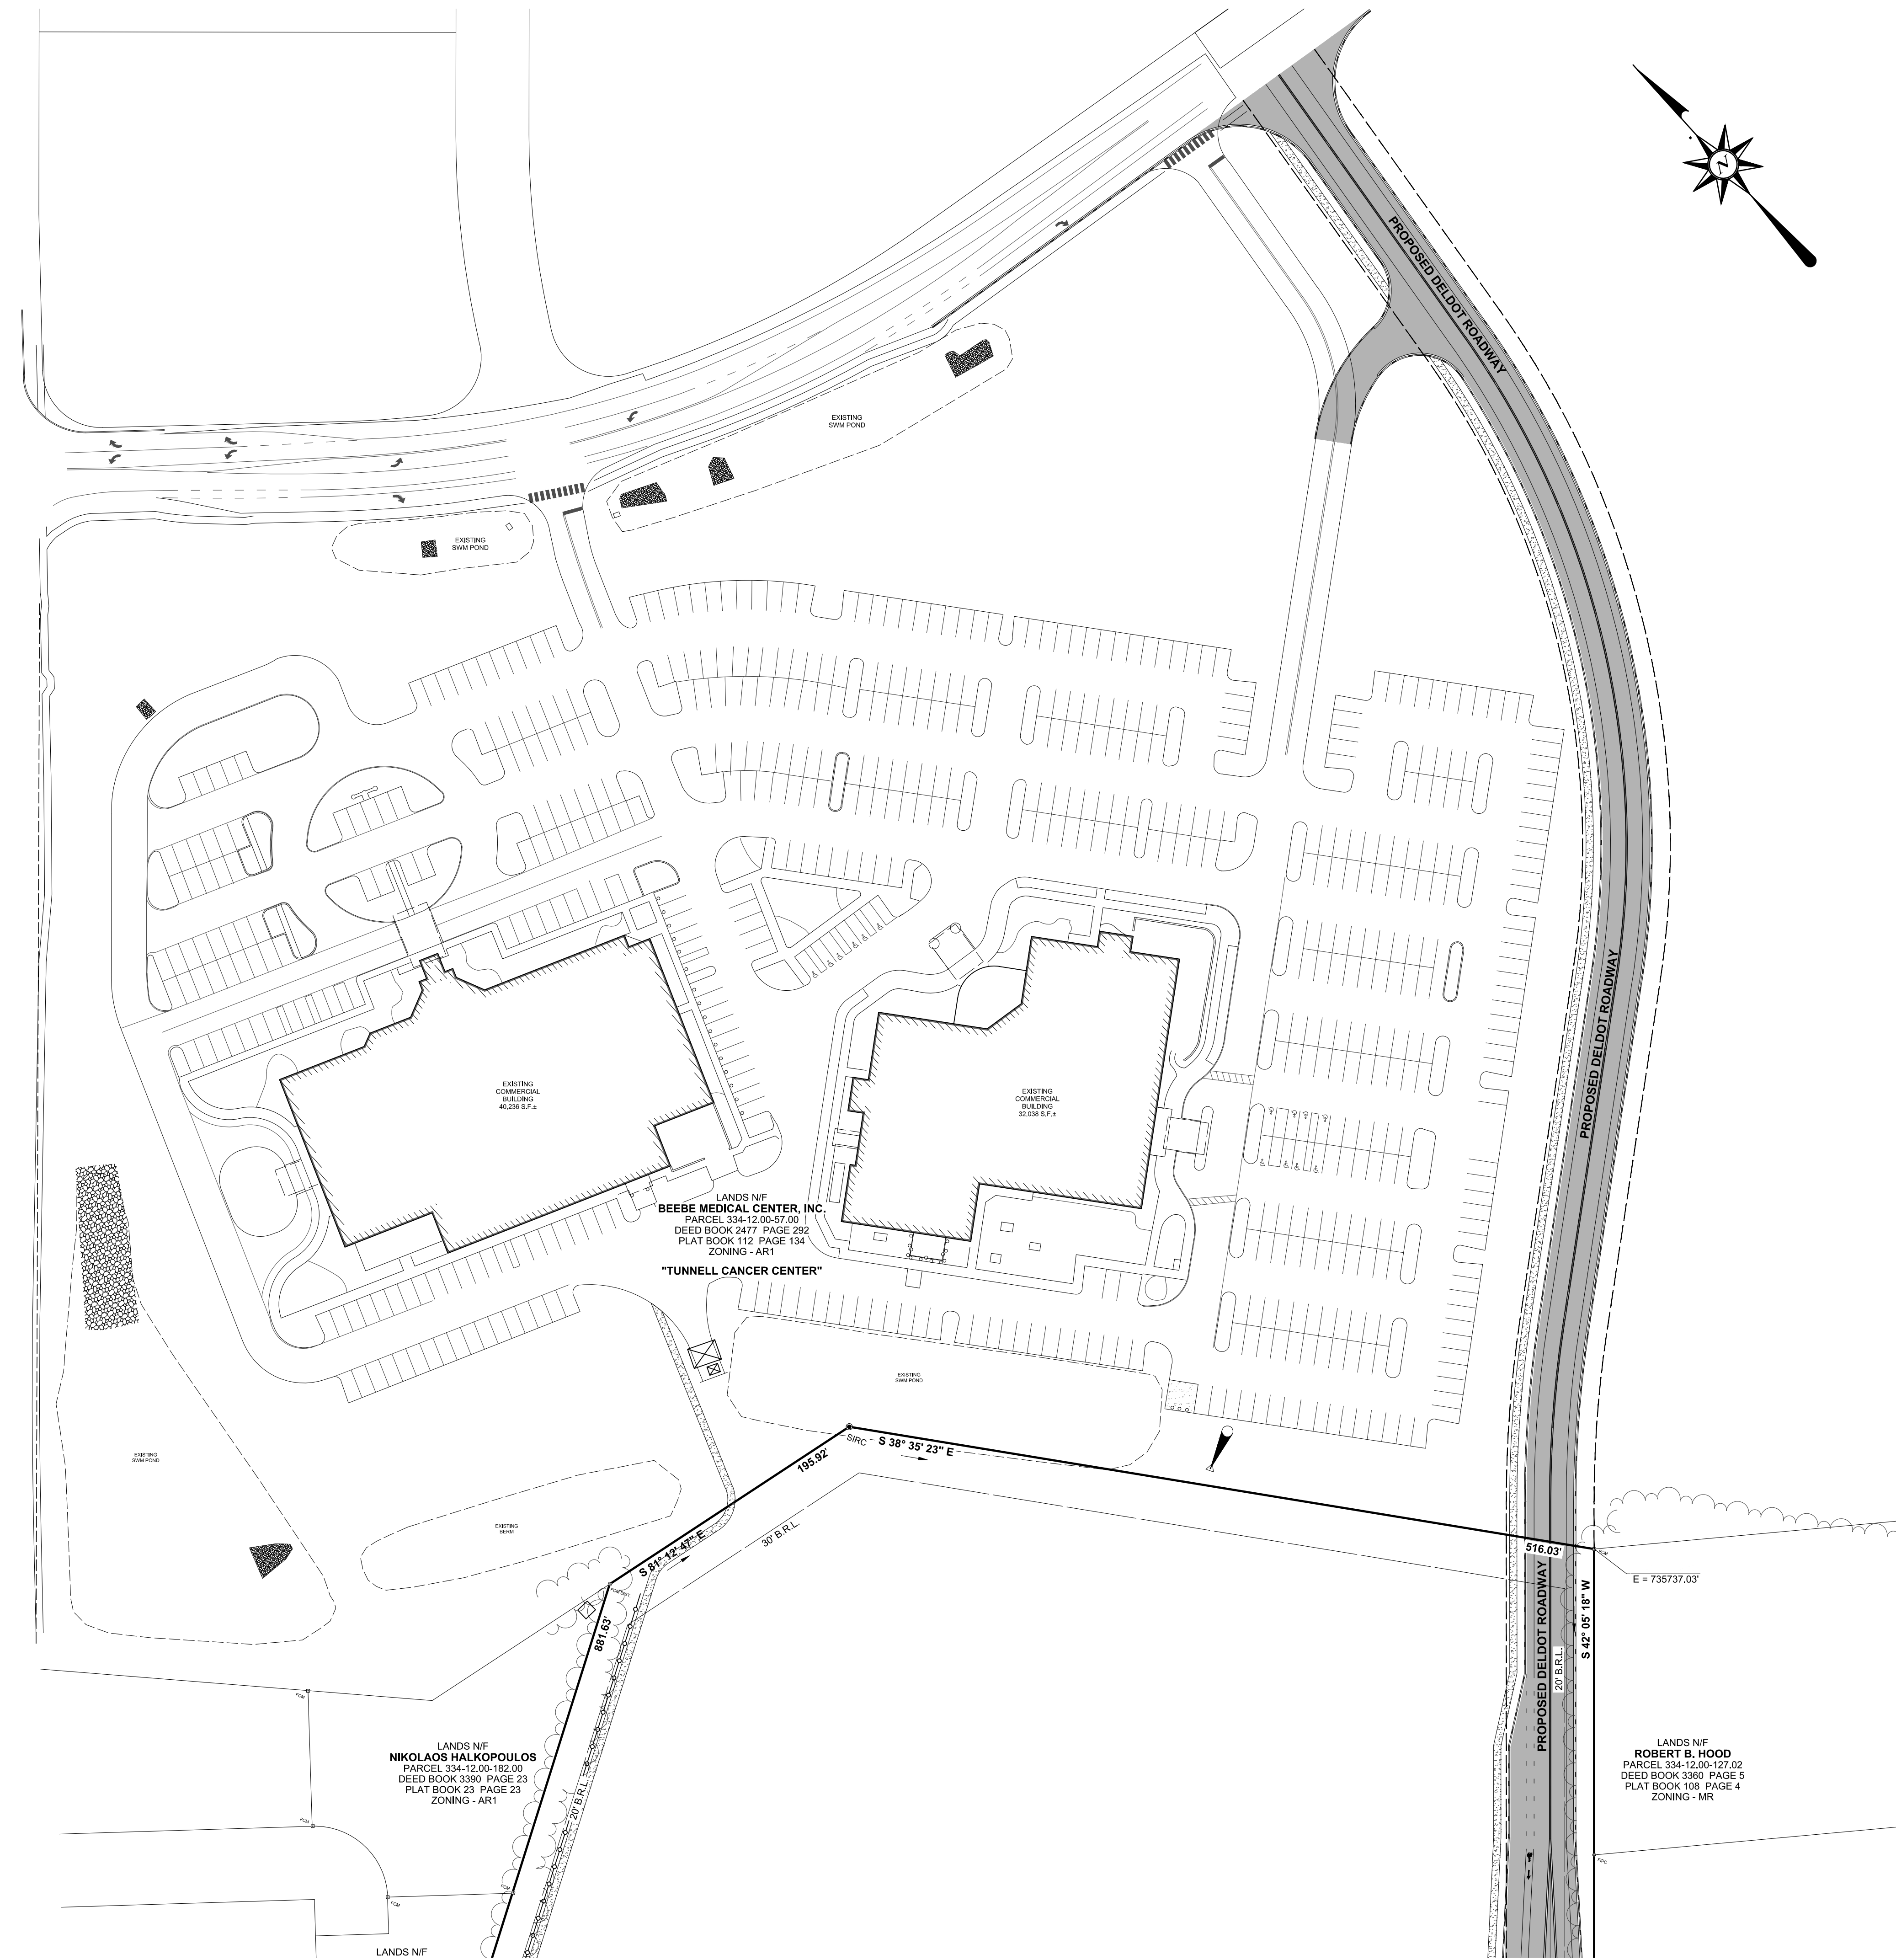 N
PROPOSED DELDOT ROADWAY
EXISTING
SWM POND
EXISTING
SWM POND
PROPOSED DELDOT ROADWAY
EXISTING
COMMERCIAL
BUILDING
40,236 S.F.±
EXISTING
COMMERCIAL
BUILDING
32,038 S.F.±
LANDS N/F
BEEBE MEDICAL CENTER, INC.
PARCEL 334-12.00-57.00
DEED BOOK 2477 PAGE 292
PLAT BOOK 112 PAGE 134
ZONING - AR1
"TUNNELL CANCER CENTER"
EXISTING
SWM POND
EXISTING
SWM POND
EXISTING
BERM
195.92'
SIRC
S 38° 35' 23" E
S 81° 12' 47" E
30' B.R.L.
516.03'
FCM
E = 735737.03'
881.63'
S 42° 05' 18" W
PROPOSED DELDOT ROADWAY
20' B.R.L.
FCM
LANDS N/F
NIKOLAOS HALKOPOULOS
PARCEL 334-12.00-182.00
DEED BOOK 3390 PAGE 23
PLAT BOOK 23 PAGE 23
ZONING - AR1
20' B.R.L.
LANDS N/F
ROBERT B. HOOD
PARCEL 334-12.00-127.02
DEED BOOK 3360 PAGE 5
PLAT BOOK 108 PAGE 4
ZONING - MR
FCM
FCM
FCM
LANDS N/F